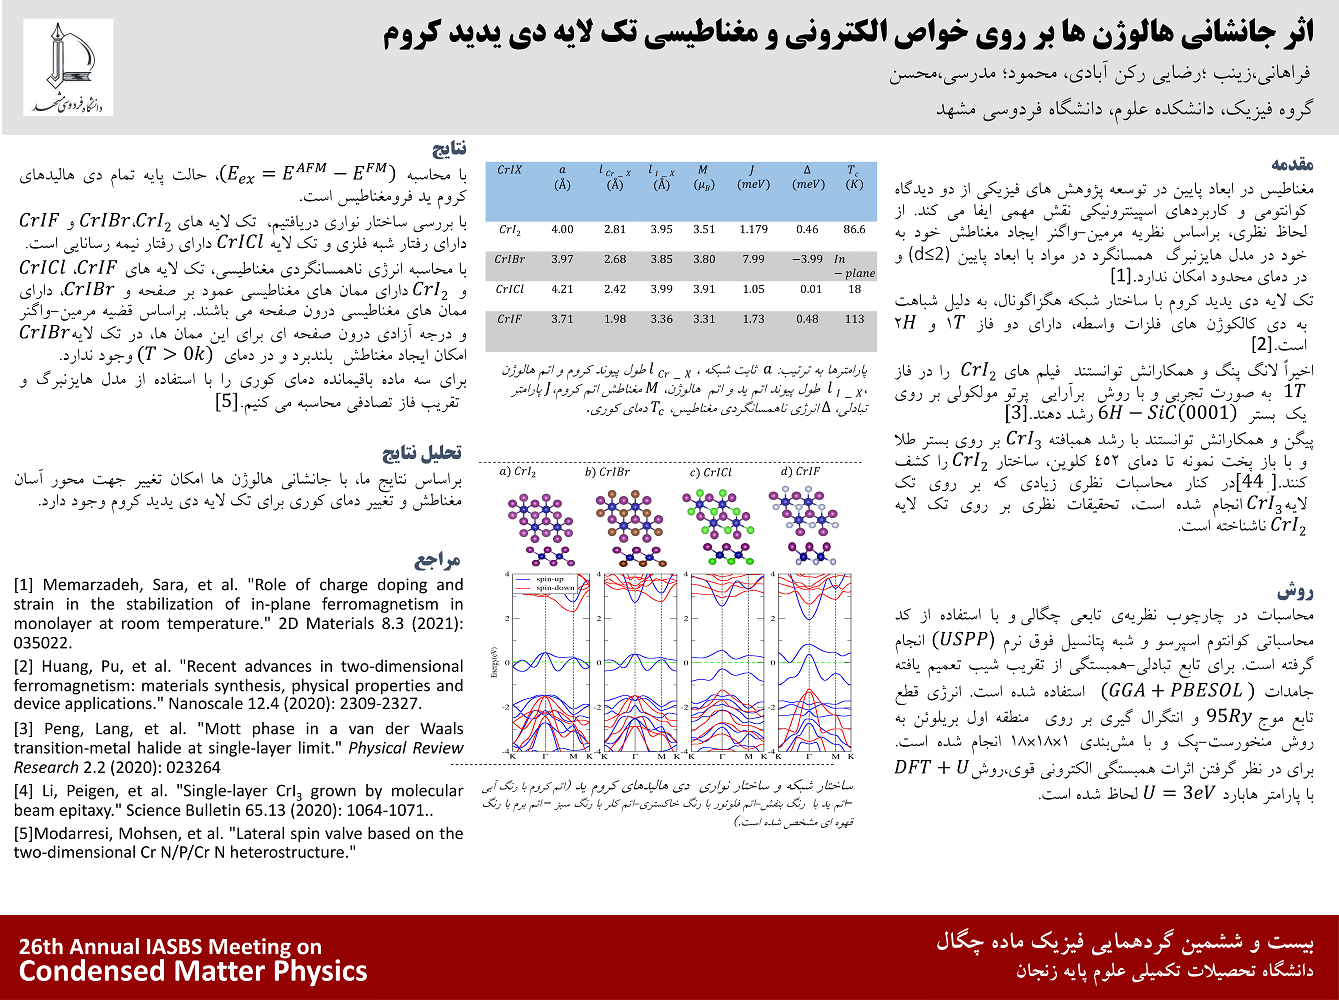 اثر جانشانی هالوژن ها بر روی خواص الکترونی و مغناطیسی تک لایه دی یدید کروم
فراهانی،زینب ؛رضایی رکن آبادی، محمود؛ مدرسی،محسن
گروه فیزیک، دانشکده علوم، دانشگاه فردوسی مشهد
دانشگاه فردوسی مشهد
مقدمه
مغناطیس در ابعاد پایین در توسعه پژوهش های فیزیکی از دو دیدگاه
کوانتومی و کاربردهای اسپینترونیکی نقش مهمی ایفا می کند. از
لحاظ نظری، براساس نظریه مرمین-واگنر ایجاد مغناطش خود به
خود در مدل هایزنبرگ همسانگرد در مواد با ابعاد پایین (d≤2) و
در دمای محدود امکان ندارد.[1]
تک لایه دی یدید کروم با ساختار شبکه هگزاگونال، به دلیل شباهت
به دی کالکوژن های فلزات واسطه، دارای دو فاز ۱T و ۲H
است.[2]
اخیراً لانگ پنگ و همکارانش توانستند فیلم های CrI₂ را در فاز
1T به صورت تجربی و با روش برآرایی پرتو مولکولی بر روی
یک بستر 6H − SiC(0001) رشد دهند.[3]
پیگن و همکارانش توانستند با رشد همبافته CrI₃ بر روی بستر طلا
و با باز پخت نمونه تا دمای ٤٥٢ کلوین، ساختار CrI₂ را کشف
کنند.[ 44]در کنار محاسبات نظری زیادی که بر روی تک
لایه CrI₃ انجام شده است، تحقیقات نظری بر روی تک لایه
CrI₂ ناشناخته است.
روش
محاسبات در چارچوب نظریه‌ی تابعی چگالی و با استفاده از کد
محاسباتی کوانتوم اسپرسو و شبه پتانسیل فوق نرم (USPP) انجام
گرفته است. برای تابع تبادلی-همبستگی از تقریب شیب تعمیم یافته
جامدات (GGA + PBESOL ) استفاده شده است. انرژی قطع
تابع موج 95Ry و انتگرال گیری بر روی منطقه اول بریلوئن به
روش منخورست-پک و با مش‌بندی ۱×۱۸×۱۸ انجام شده است.
برای در نظر گرفتن اثرات همبستگی الکترونی قوی،روش DFT + U
با پارامتر هابارد U = 3eV لحاظ شده است.
CrIX a (Å) l Cr − X (Å) l I − X (Å) M (μB) J (meV) Δ (meV) Tc (K)
CrI₂ 4.00 2.81 3.95 3.51 1.179 0.46 86.6
CrIBr 3.97 2.68 3.85 3.80 7.99 −3.99 In − plane
CrICl 4.21 2.42 3.99 3.91 1.05 0.01 18
CrIF 3.71 1.98 3.36 3.31 1.73 0.48 113
پارامترها به ترتیب: a ثابت شبکه ، l Cr − X طول پیوند کروم و اتم هالوژن
، l I − X طول پیوند اتم ید و اتم هالوژن، M مغناطش اتم کروم، J پارامتر
تبادلی، Δ انرژی ناهمسانگردی مغناطیس، Tc دمای کوری.
a) CrI₂ b) CrIBr c) CrICl d) CrIF
spin-up
spin-down
Energy(eV)
4 2 0 -2 -4
4 2 0 -2 -4
4 2 0 -2 -4
4 2 0 -2 -4
K Γ M K K Γ M K K Γ M K K Γ M K
ساختار شبکه و ساختار نواری دی هالیدهای کروم ید (اتم کروم با رنگ آبی
-اتم ید با رنگ بنفش-اتم فلوئور با رنگ خاکستری-اتم کلر با رنگ سبز -اتم برم با رنگ
قهوه ای مشخص شده است.)
نتایج
با محاسبه (Eex = E^AFM − E^FM)، حالت پایه تمام دی هالیدهای
کروم ید فرومغناطیس است.
با بررسی ساختار نواری دریافتیم، تک لایه های CrI₂،CrIBr و CrIF
دارای رفتار شبه فلزی و تک لایه CrICl دارای رفتار نیمه رسانایی است.
با محاسبه انرژی ناهمسانگردی مغناطیسی، تک لایه های CrIF،CrICl
و CrI₂ دارای ممان های مغناطیسی عمود بر صفحه و CrIBr، دارای
ممان های مغناطیسی درون صفحه می باشند. براساس قضیه مرمین-واگنر
و درجه آزادی درون صفحه ای برای این ممان ها، در تک لایه CrIBr
امکان ایجاد مغناطش بلندبرد و در دمای (T > 0k) وجود ندارد.
برای سه ماده باقیمانده دمای کوری را با استفاده از مدل هایزنبرگ و
تقریب فاز تصادفی محاسبه می کنیم.[5]
تحلیل نتایج
براساس نتایج ما، با جانشانی هالوژن ها امکان تغییر جهت محور آسان
مغناطش و تغییر دمای کوری برای تک لایه دی یدید کروم وجود دارد.
مراجع
[1] Memarzadeh, Sara, et al. "Role of charge doping and
strain in the stabilization of in-plane ferromagnetism in
monolayer at room temperature." 2D Materials 8.3 (2021):
035022.
[2] Huang, Pu, et al. "Recent advances in two-dimensional
ferromagnetism: materials synthesis, physical properties and
device applications." Nanoscale 12.4 (2020): 2309-2327.
[3] Peng, Lang, et al. "Mott phase in a van der Waals
transition-metal halide at single-layer limit." Physical Review
Research 2.2 (2020): 023264
[4] Li, Peigen, et al. "Single-layer CrI₃ grown by molecular
beam epitaxy." Science Bulletin 65.13 (2020): 1064-1071..
[5]Modarresi, Mohsen, et al. "Lateral spin valve based on the
two-dimensional Cr N/P/Cr N heterostructure."
26th Annual IASBS Meeting on
Condensed Matter Physics
بیست و ششمین گردهمایی فیزیک ماده چگال
دانشگاه تحصیلات تکمیلی علوم پایه زنجان